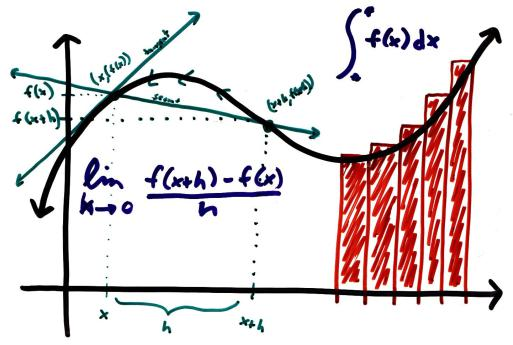 (x, f(x))
tangent
∫ f(x) dx
f(x)
secant
f(x+h)
(x+h, f(x+h))
lim h→0 f(x+h) - f(x) / h
x
h
x+h